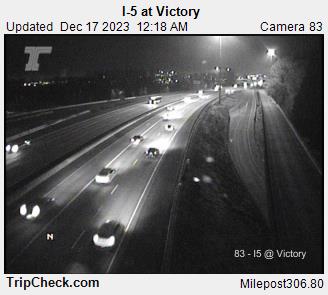 I-5 at Victory
Updated Dec 17 2023 12:18 AM Camera 83
T
N
83 - I5 @ Victory
TripCheck.com Milepost306.80